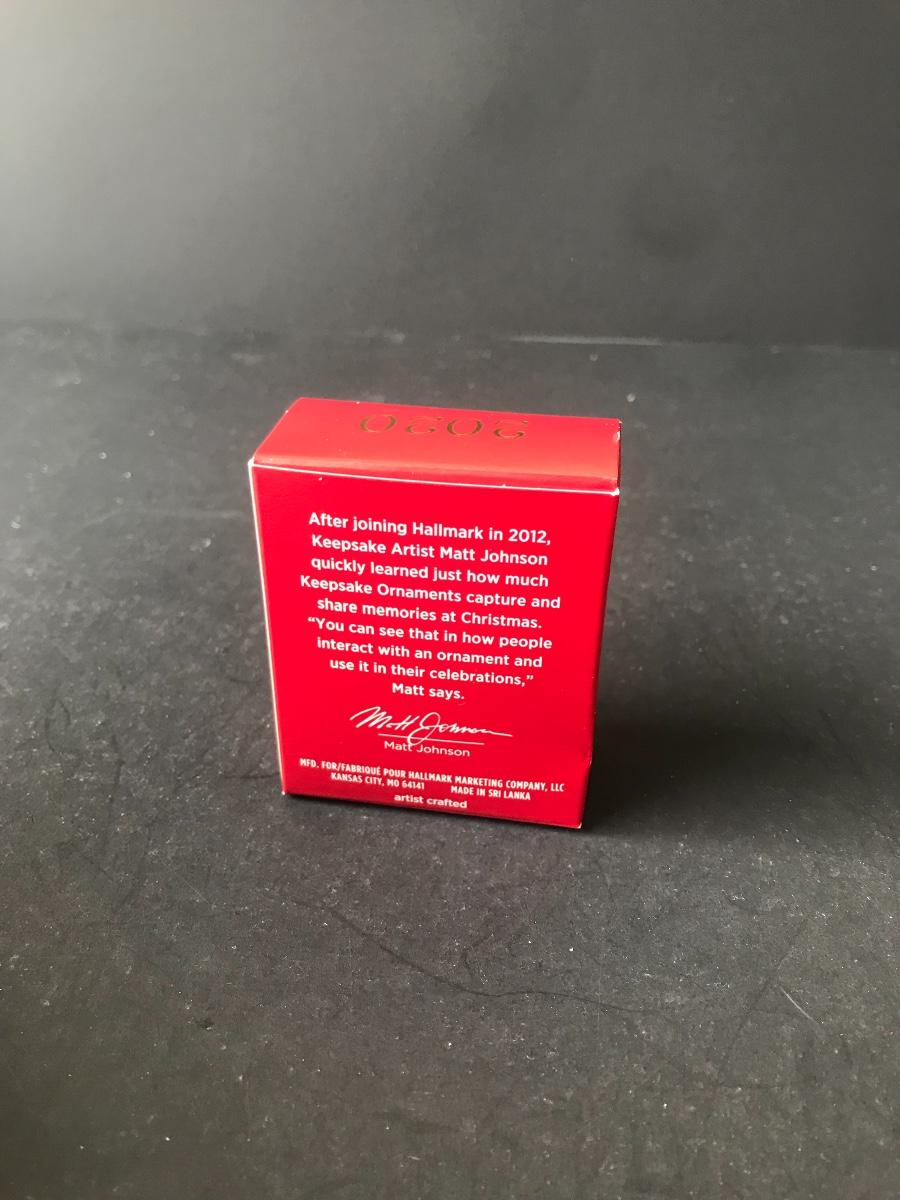 2020
After joining Hallmark in 2012,
Keepsake Artist Matt Johnson
quickly learned just how much
Keepsake Ornaments capture and
share memories at Christmas.
“You can see that in how people
interact with an ornament and
use it in their celebrations,”
Matt says.
Matt Johnson
Matt Johnson
MFD. FOR/FABRIQUÉ POUR HALLMARK MARKETING COMPANY, LLC
KANSAS CITY, MO 64141 MADE IN SRI LANKA
artist crafted